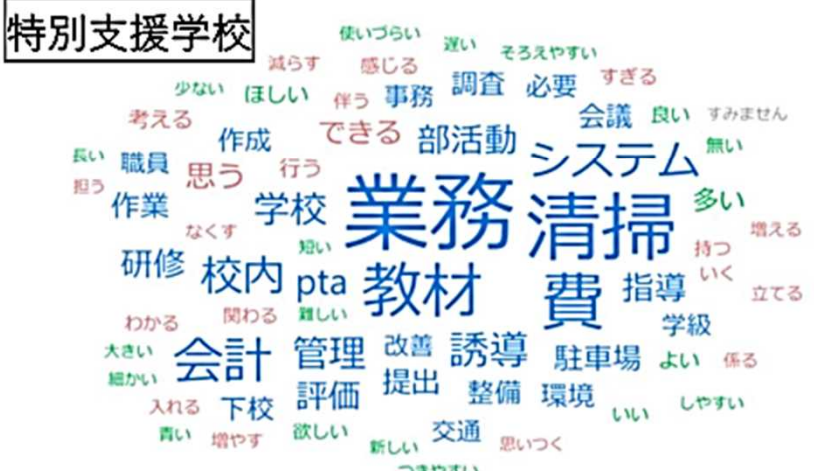 特別支援学校
使いづらい
遅い
そろえやすい
減らす
感じる
すぎる
少ない
ほしい
伴う
事務
調査
必要
会議
良い
すみません
考える
作成
できる
部活動
システム
無い
長い
職員
思う
行う
担う
作業
学校
業務
清掃
多い
なくす
短い
増える
持つ
いく
研修
校内
pta
教材
費
指導
立てる
わかる
関わる
難しい
学級
大きい
会計
管理
改善
誘導
駐車場
よい
係る
細かい
評価
提出
整備
環境
しやすい
入れる
下校
いい
青い
増やす
欲しい
交通
新しい
思いつく
つきやすい